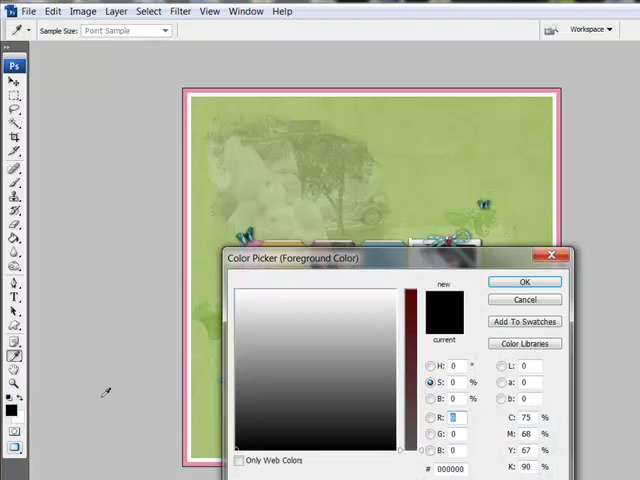 File Edit Image Layer Select Filter View Window Help
Sample Size: Point Sample Workspace
Ps
Color Picker (Foreground Color)
new
OK
Cancel
current
Add To Swatches
Color Libraries
H: 0 ° L: 0
S: 0 % a: 0
B: 0 % b: 0
R: 0 C: 75 %
G: 0 M: 68 %
B: 0 Y: 67 %
Only Web Colors # 000000 K: 90 %